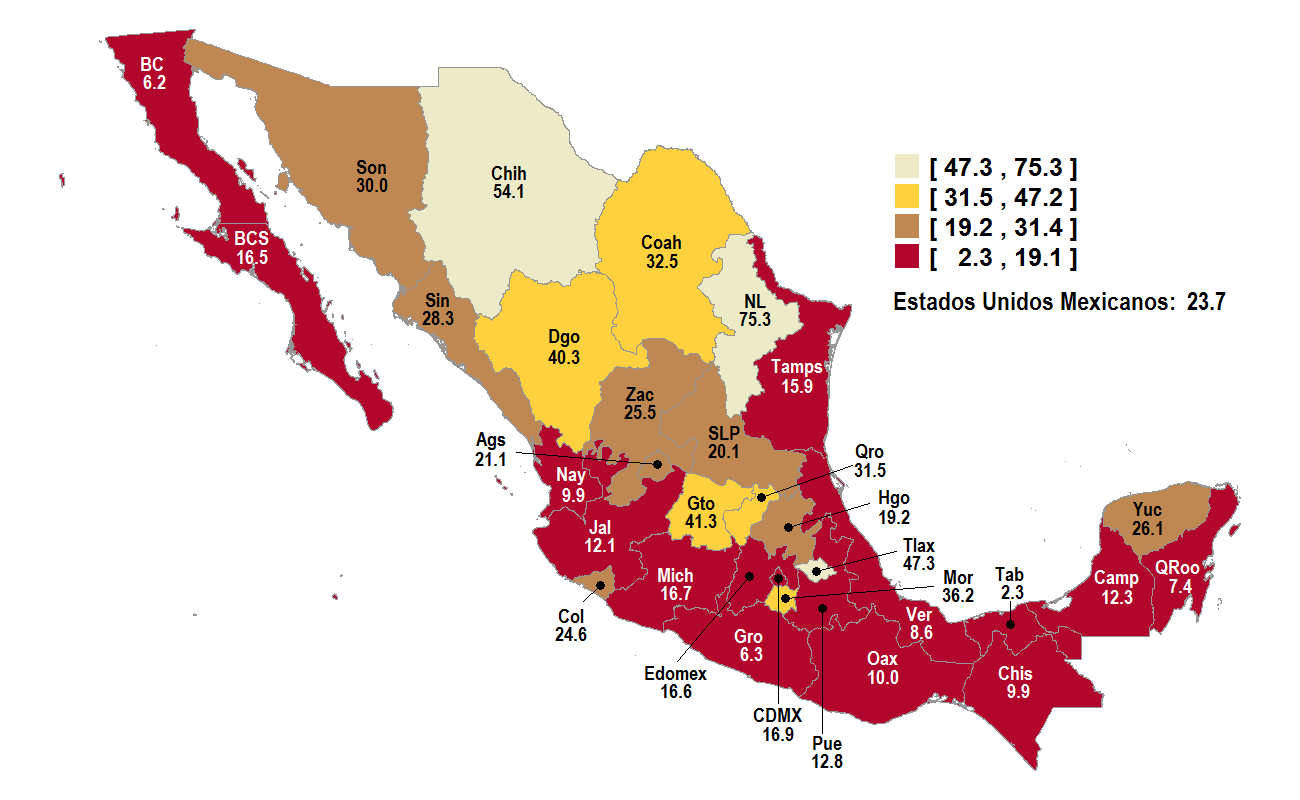 BC
6.2
Son
30.0
Chih
54.1
[ 47.3 , 75.3 ]
[ 31.5 , 47.2 ]
[ 19.2 , 31.4 ]
[ 2.3 , 19.1 ]
Estados Unidos Mexicanos: 23.7
BCS
16.5
Coah
32.5
Sin
28.3
NL
75.3
Dgo
40.3
Tamps
15.9
Zac
25.5
SLP
20.1
Ags
21.1
Qro
31.5
Nay
9.9
Gto
41.3
Hgo
19.2
Yuc
26.1
Jal
12.1
Tlax
47.3
Mich
16.7
Mor
36.2
Tab
2.3
Camp
12.3
QRoo
7.4
Col
24.6
Gro
6.3
Ver
8.6
Edomex
16.6
Oax
10.0
Chis
9.9
CDMX
16.9
Pue
12.8